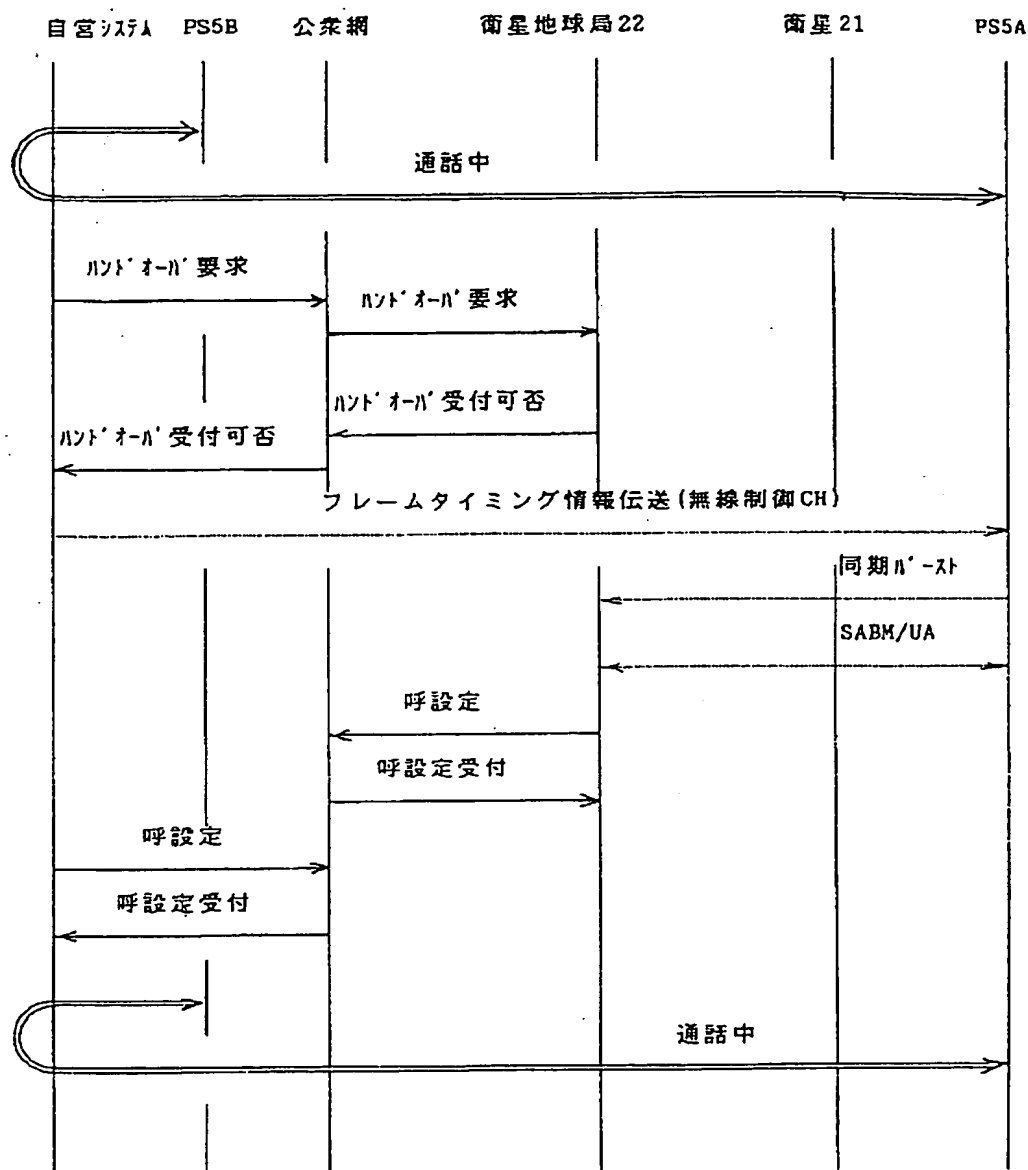 自営システム PS5B 公衆網 衛星地球局22 衛星21 PS5A
通話中
ハンドオーバ要求
ハンドオーバ要求
ハンドオーバ受付可否
ハンドオーバ受付可否
フレームタイミング情報伝送(無線制御CH)
同期バースト
SABM/UA
呼設定
呼設定受付
呼設定
呼設定受付
通話中